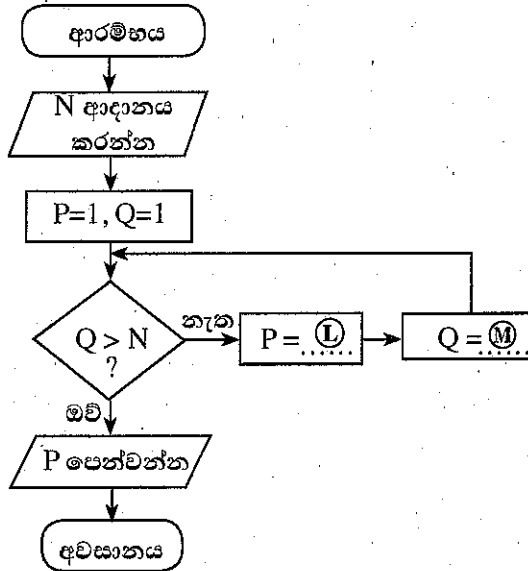 ආරම්භය
N ආදානය
කරන්න
P=1, Q=1
Q > N
?
නැත
P = Ⓛ
Q = Ⓜ
ඔව්
P පෙන්වන්න
අවසානය